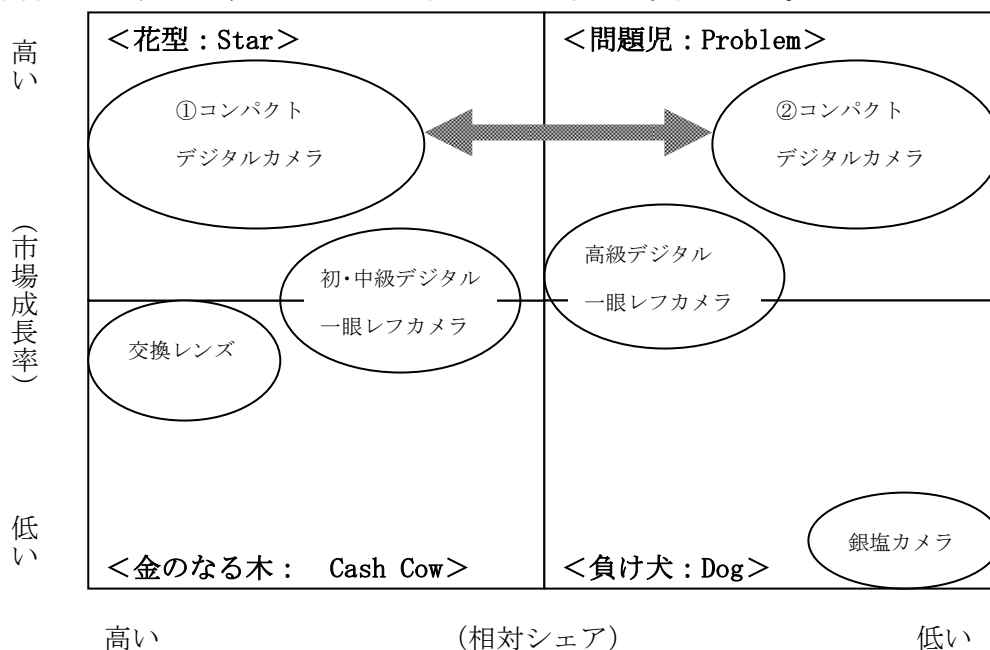 高い
<花型：Star>
<問題児：Problem>
①コンパクト
デジタルカメラ
②コンパクト
デジタルカメラ
(市場成長率)
初・中級デジタル
一眼レフカメラ
高級デジタル
一眼レフカメラ
交換レンズ
低い
銀塩カメラ
<金のなる木： Cash Cow>
<負け犬：Dog>
高い
(相対シェア)
低い